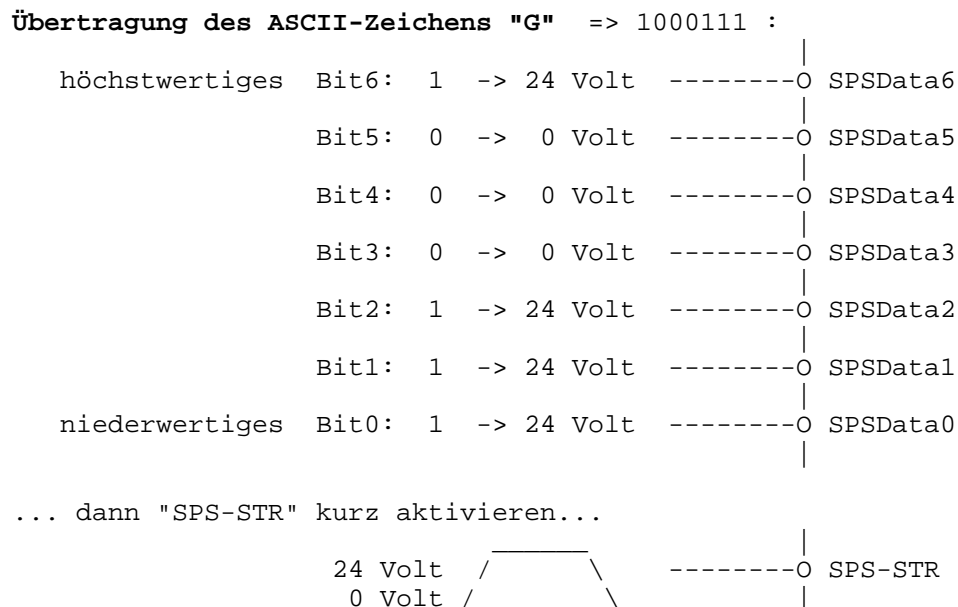 Übertragung des ASCII-Zeichens "G" => 1000111 :
höchstwertiges Bit6: 1 -> 24 Volt --------O SPSData6
Bit5: 0 -> 0 Volt --------O SPSData5
Bit4: 0 -> 0 Volt --------O SPSData4
Bit3: 0 -> 0 Volt --------O SPSData3
Bit2: 1 -> 24 Volt --------O SPSData2
Bit1: 1 -> 24 Volt --------O SPSData1
niederwertiges Bit0: 1 -> 24 Volt --------O SPSData0
... dann "SPS-STR" kurz aktivieren...
24 Volt / \ --------O SPS-STR
0 Volt / \ |